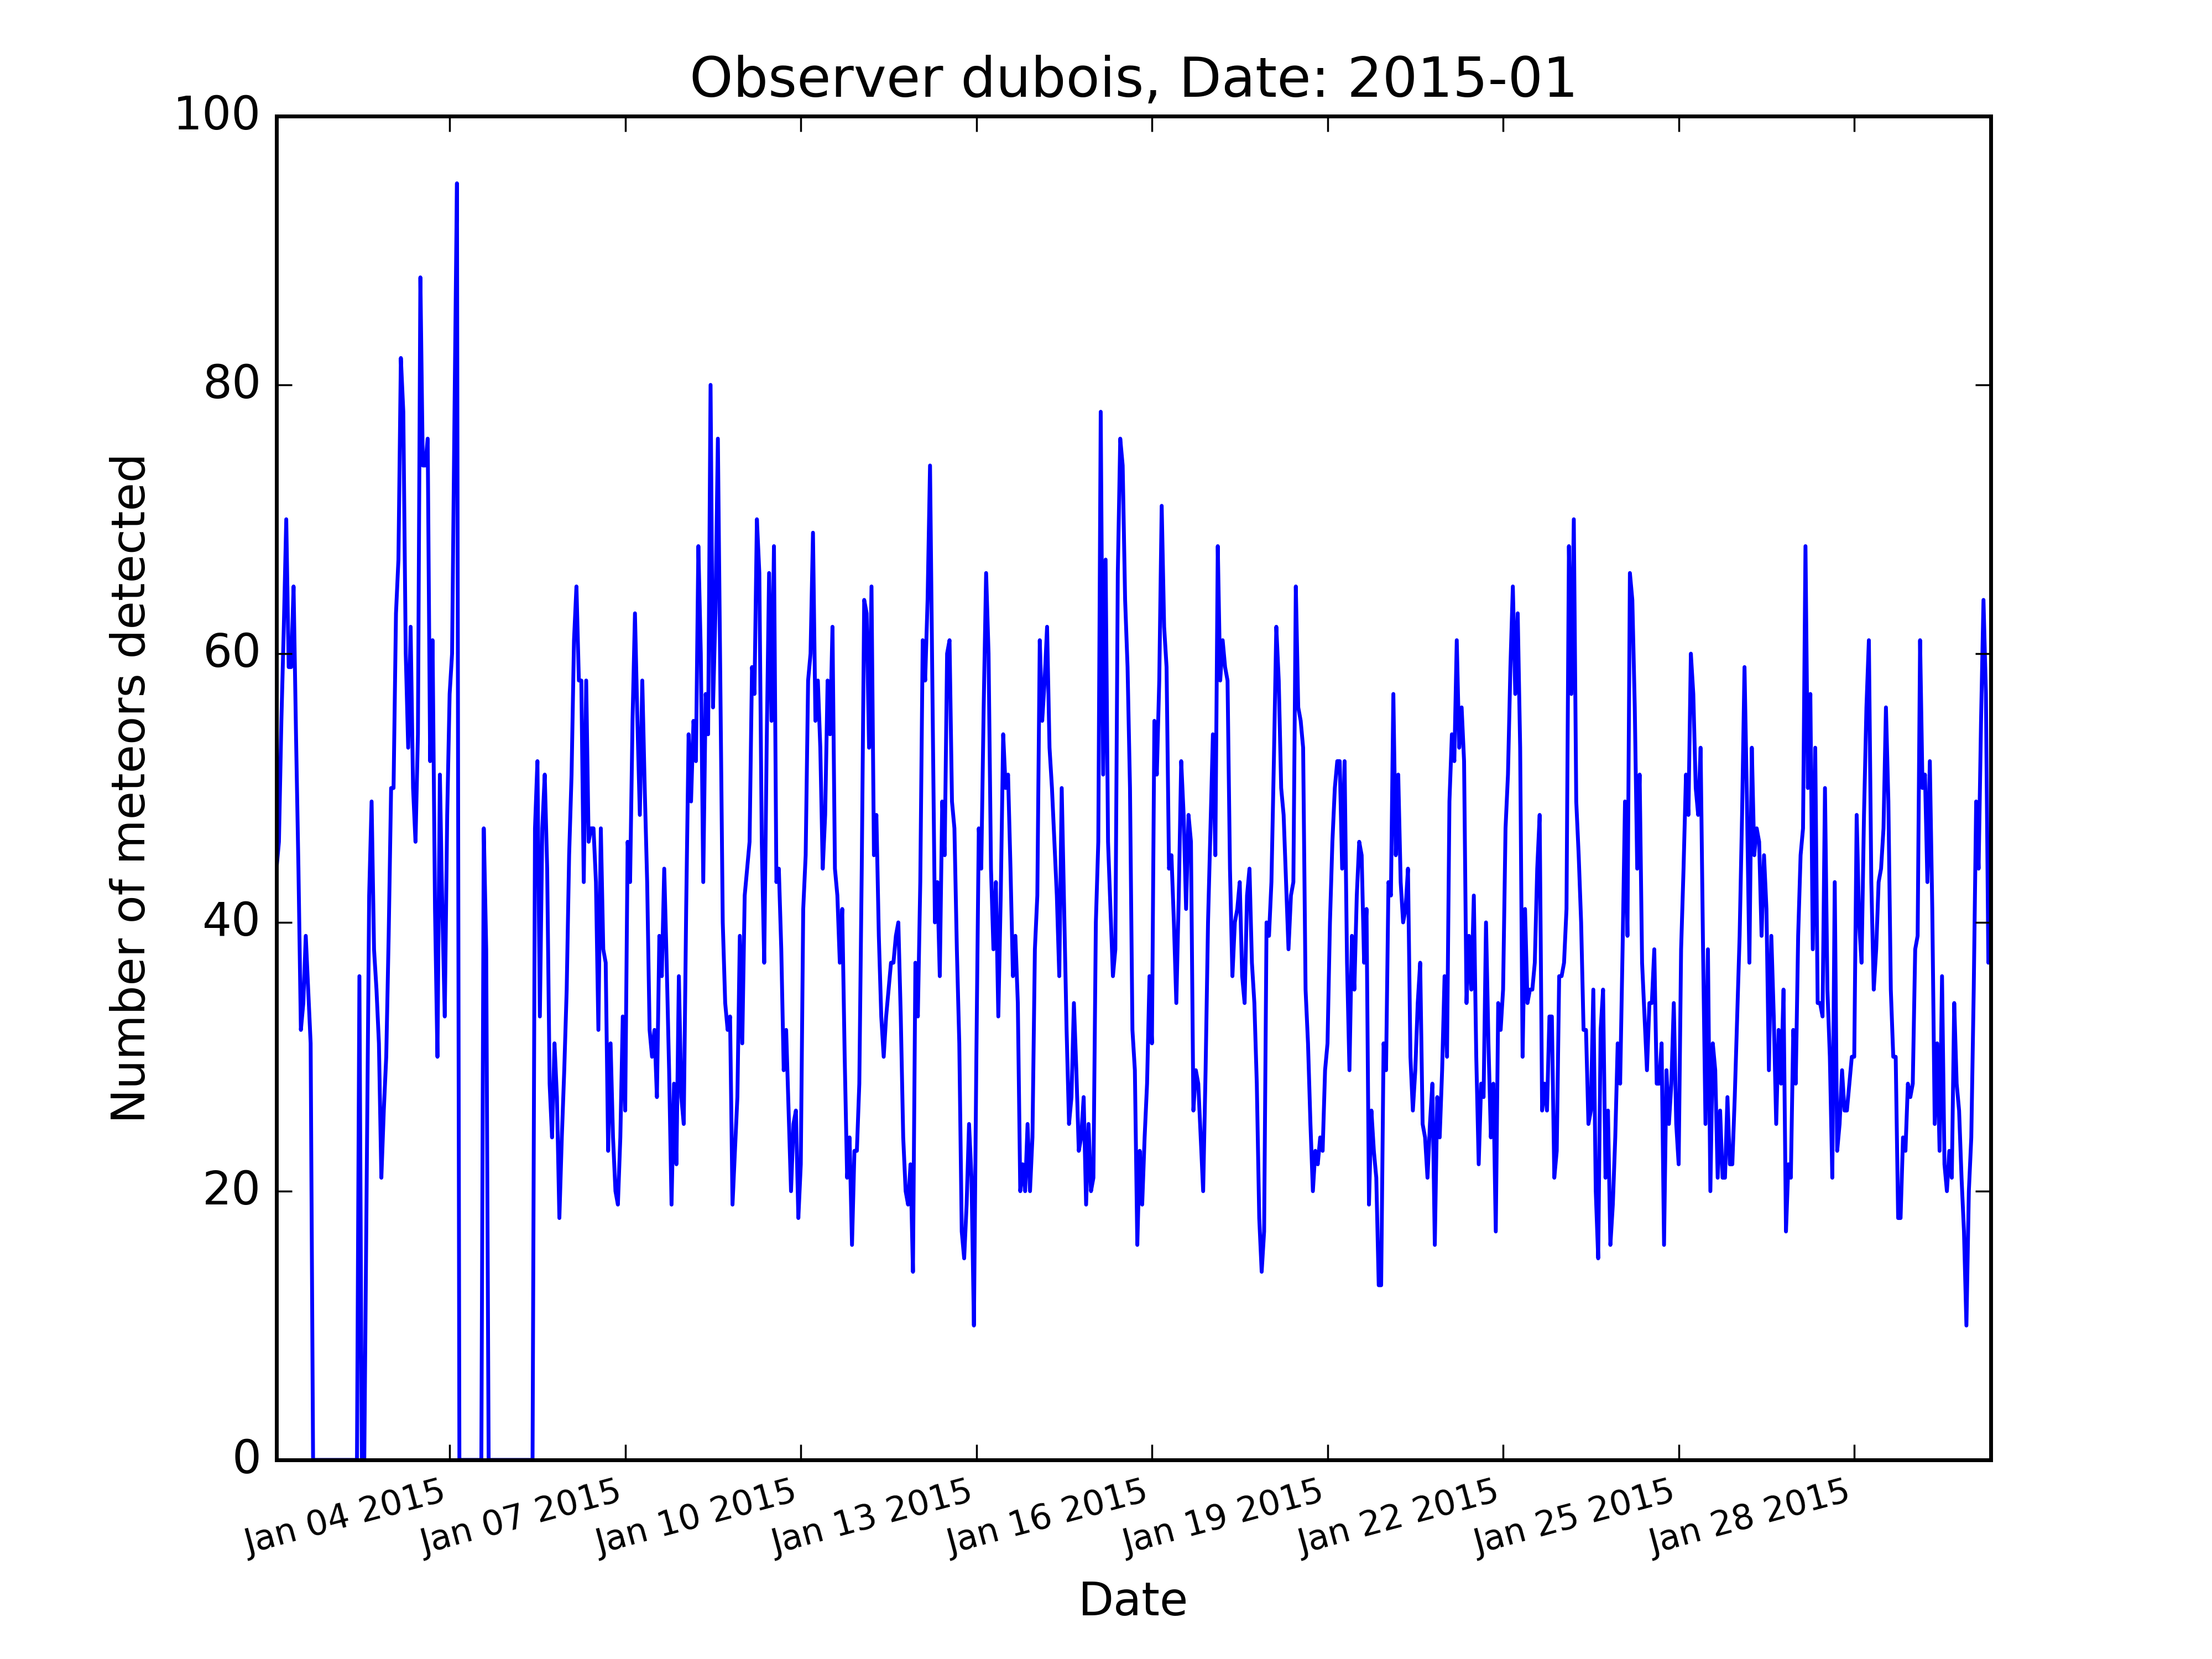 Observer dubois, Date: 2015-01
100
80
60
40
20
0
Number of meteors detected
Jan 04 2015
Jan 07 2015
Jan 10 2015
Jan 13 2015
Jan 16 2015
Jan 19 2015
Jan 22 2015
Jan 25 2015
Jan 28 2015
Date